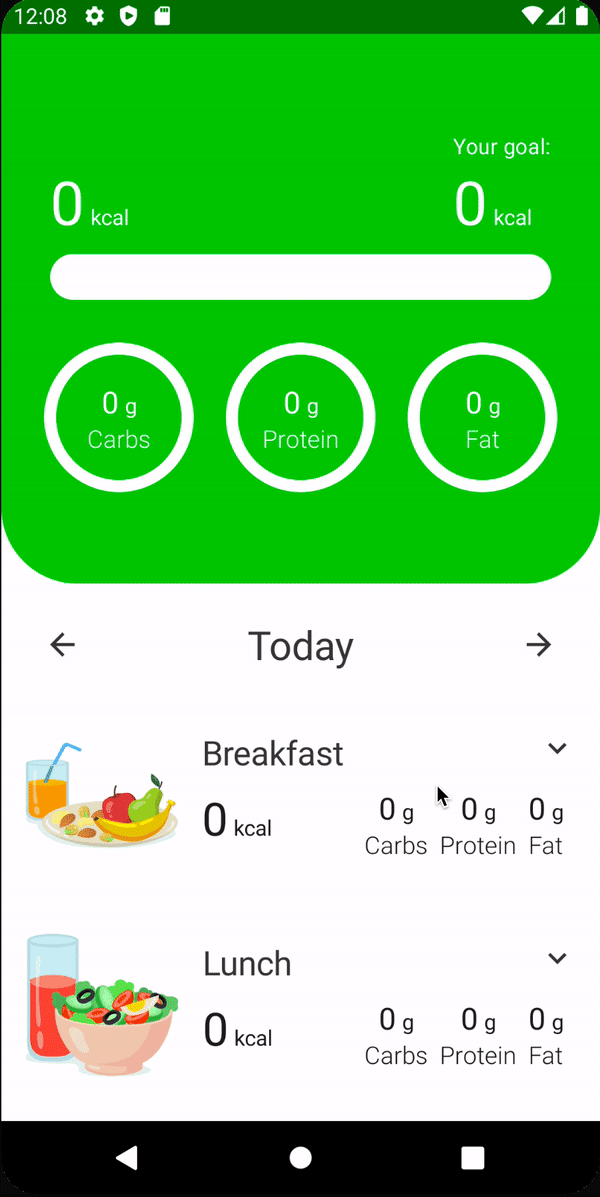 12:08
Your goal:
0 kcal 0 kcal
0 g 0 g 0 g
Carbs Protein Fat
Today
Breakfast
0 kcal 0 g 0 g 0 g
Carbs Protein Fat
Lunch
0 kcal 0 g 0 g 0 g
Carbs Protein Fat